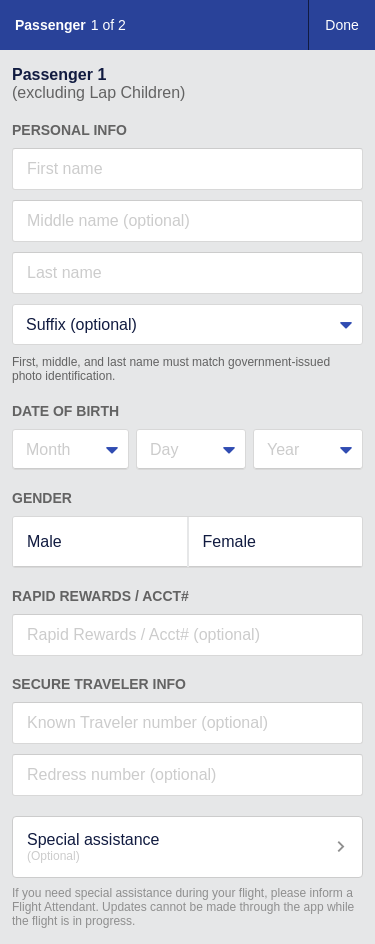 Passenger 1 of 2 Done
Passenger 1
(excluding Lap Children)
PERSONAL INFO
First name
Middle name (optional)
Last name
Suffix (optional)
First, middle, and last name must match government-issued
photo identification.
DATE OF BIRTH
Month Day Year
GENDER
Male Female
RAPID REWARDS / ACCT#
Rapid Rewards / Acct# (optional)
SECURE TRAVELER INFO
Known Traveler number (optional)
Redress number (optional)
Special assistance
(Optional)
If you need special assistance during your flight, please inform a
Flight Attendant. Updates cannot be made through the app while
the flight is in progress.